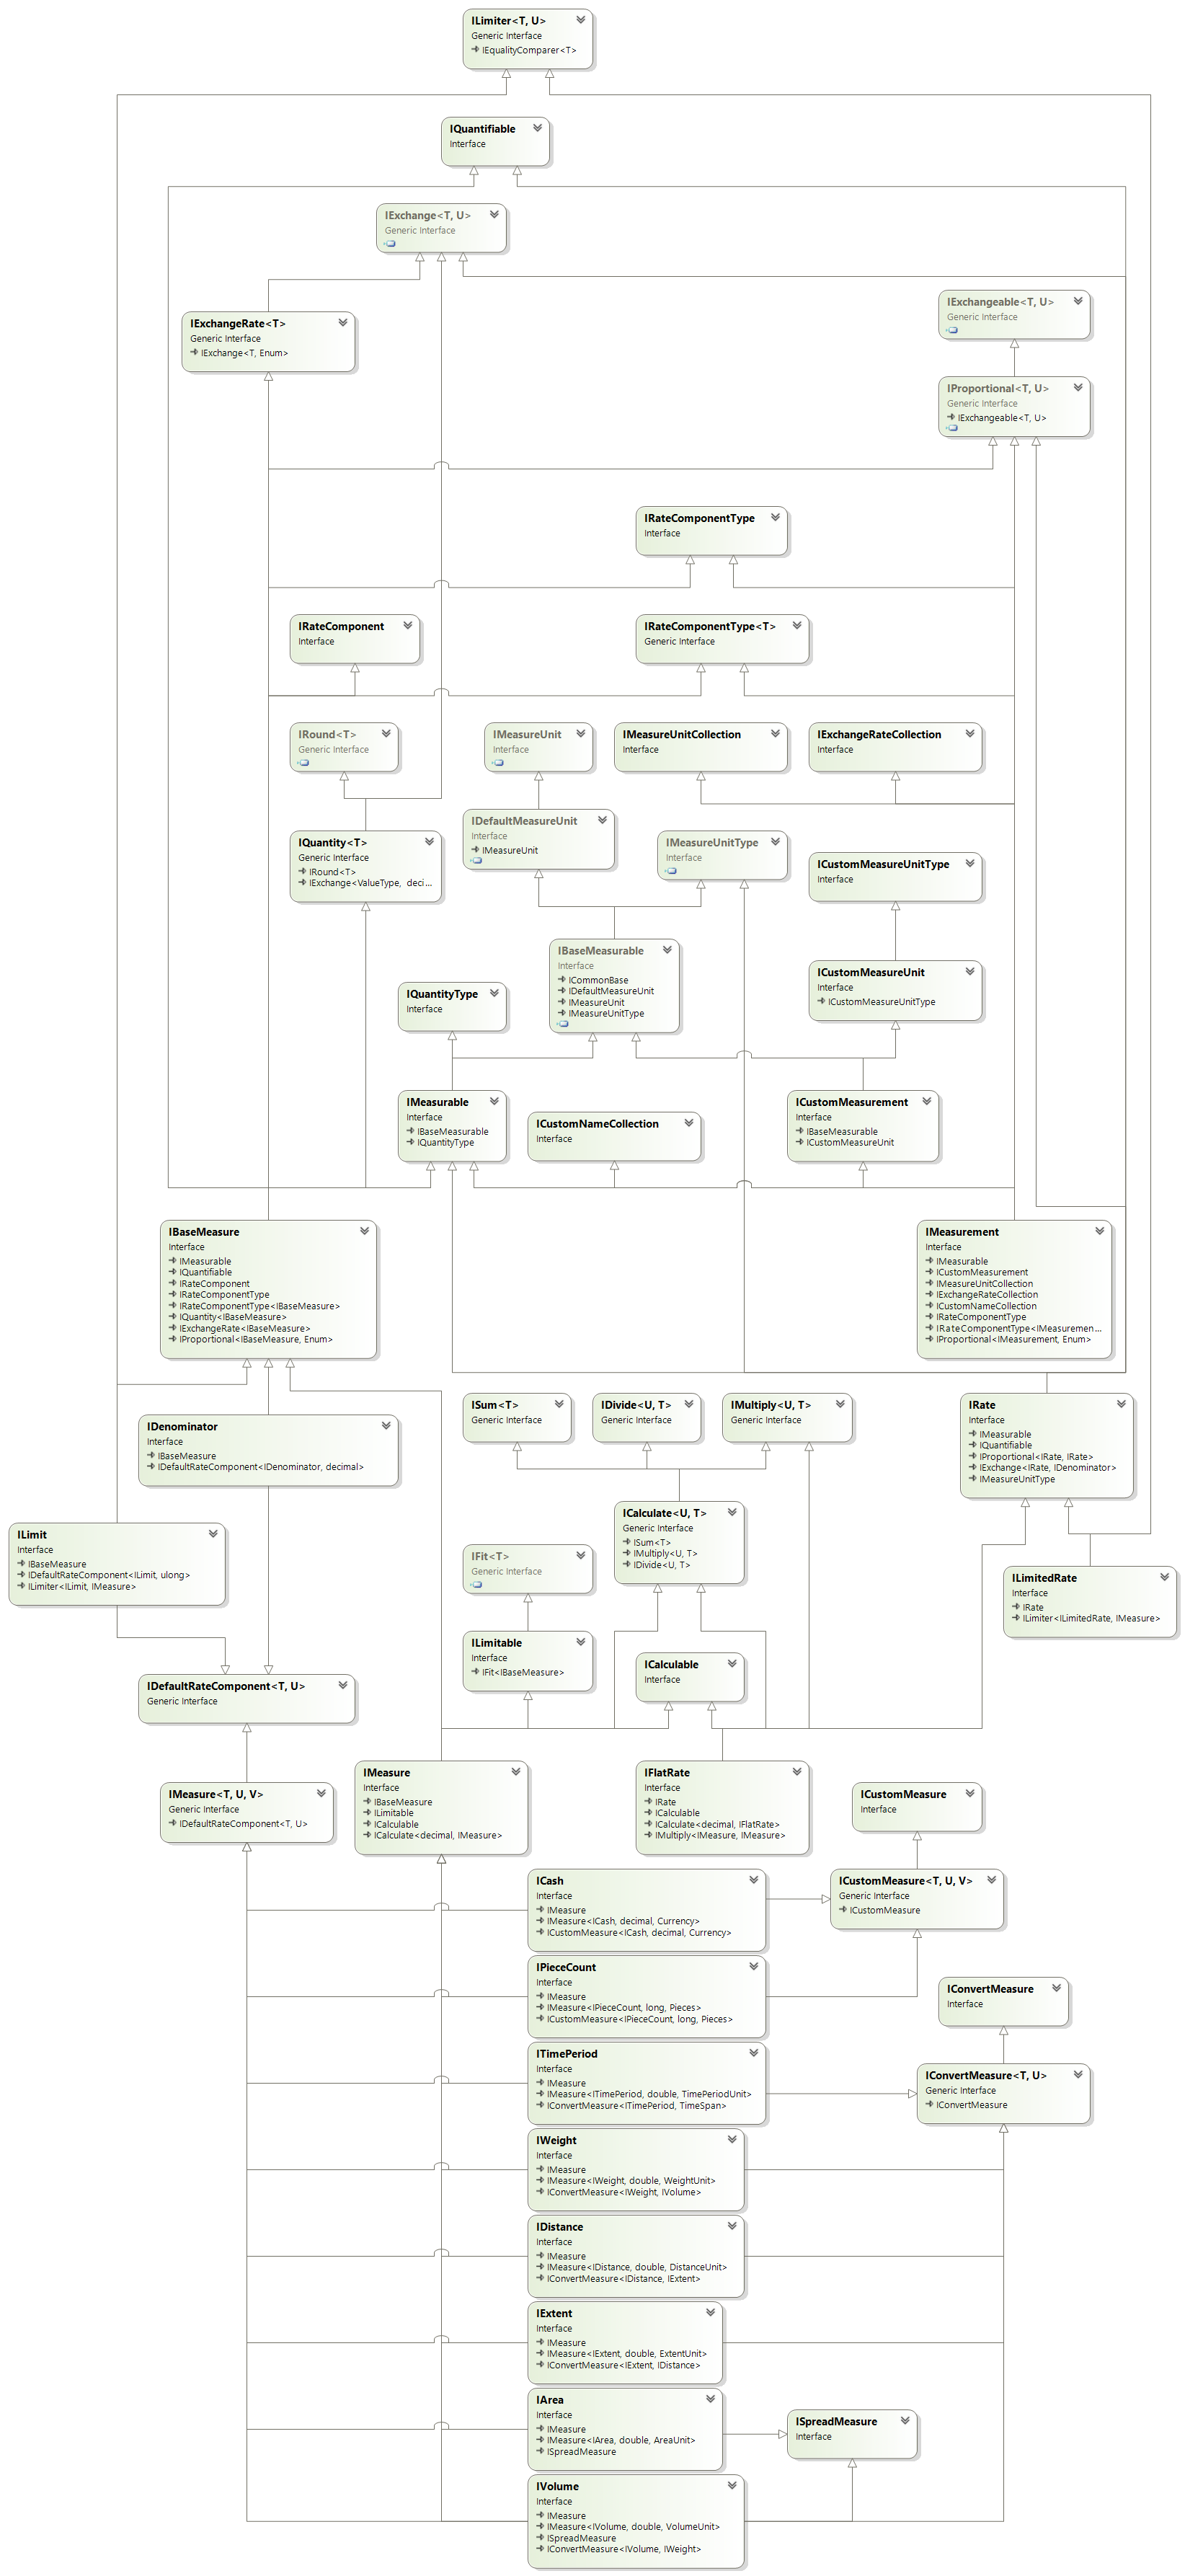 ILimiter<T, U>
Generic Interface
IEqualityComparer<T>
IQuantifiable
Interface
IExchange<T, U>
Generic Interface
IExchangeable<T, U>
Generic Interface
IExchangeRate<T>
Generic Interface
IExchange<T, Enum>
IProportional<T, U>
Generic Interface
IExchangeable<T, U>
IRateComponentType
Interface
IRateComponent
Interface
IRateComponentType<T>
Generic Interface
IRound<T>
Generic Interface
IMeasureUnit
Interface
IMeasureUnitCollection
Interface
IExchangeRateCollection
Interface
IDefaultMeasureUnit
Interface
IMeasureUnit
IQuantity<T>
Generic Interface
IRound<T>
IExchange<ValueType, deci...
IMeasureUnitType
Interface
ICustomMeasureUnitType
Interface
IBaseMeasurable
Interface
ICommonBase
IDefaultMeasureUnit
IMeasureUnit
IMeasureUnitType
ICustomMeasureUnit
Interface
ICustomMeasureUnitType
IQuantityType
Interface
IMeasurable
Interface
IBaseMeasurable
IQuantityType
ICustomNameCollection
Interface
ICustomMeasurement
Interface
IBaseMeasurable
ICustomMeasureUnit
IBaseMeasure
Interface
IMeasurable
IQuantifiable
IRateComponent
IRateComponentType
IRateComponentType<IBaseMeasure>
IQuantity<IBaseMeasure>
IExchangeRate<IBaseMeasure>
IProportional<IBaseMeasure, Enum>
IMeasurement
Interface
IMeasurable
ICustomMeasurement
IMeasureUnitCollection
IExchangeRateCollection
ICustomNameCollection
IRateComponentType
IRateComponentType<IMeasuremen...
IProportional<IMeasurement, Enum>
ISum<T>
Generic Interface
IDivide<U, T>
Generic Interface
IMultiply<U, T>
Generic Interface
IRate
Interface
IMeasurable
IQuantifiable
IProportional<IRate, IRate>
IExchange<IRate, IDenominator>
IMeasureUnitType
IDenominator
Interface
IBaseMeasure
IDefaultRateComponent<IDenominator, decimal>
ICalculate<U, T>
Generic Interface
ISum<T>
IMultiply<U, T>
IDivide<U, T>
ILimit
Interface
IBaseMeasure
IDefaultRateComponent<ILimit, ulong>
ILimiter<ILimit, IMeasure>
IFit<T>
Generic Interface
ILimitedRate
Interface
IRate
ILimiter<ILimitedRate, IMeasure>
ILimitable
Interface
IFit<IBaseMeasure>
ICalculable
Interface
IDefaultRateComponent<T, U>
Generic Interface
IMeasure
Interface
IBaseMeasure
ILimitable
ICalculable
ICalculate<decimal, IMeasure>
IFlatRate
Interface
IRate
ICalculable
ICalculate<decimal, IFlatRate>
IMultiply<IMeasure, IMeasure>
IMeasure<T, U, V>
Generic Interface
IDefaultRateComponent<T, U>
ICustomMeasure
Interface
ICash
Interface
IMeasure
IMeasure<ICash, decimal, Currency>
ICustomMeasure<ICash, decimal, Currency>
ICustomMeasure<T, U, V>
Generic Interface
ICustomMeasure
IPieceCount
Interface
IMeasure
IMeasure<IPieceCount, long, Pieces>
ICustomMeasure<IPieceCount, long, Pieces>
IConvertMeasure
Interface
ITimePeriod
Interface
IMeasure
IMeasure<ITimePeriod, double, TimePeriodUnit>
IConvertMeasure<ITimePeriod, TimeSpan>
IConvertMeasure<T, U>
Generic Interface
IConvertMeasure
IWeight
Interface
IMeasure
IMeasure<IWeight, double, WeightUnit>
IConvertMeasure<IWeight, IVolume>
IDistance
Interface
IMeasure
IMeasure<IDistance, double, DistanceUnit>
IConvertMeasure<IDistance, IExtent>
IExtent
Interface
IMeasure
IMeasure<IExtent, double, ExtentUnit>
IConvertMeasure<IExtent, IDistance>
IArea
Interface
IMeasure
IMeasure<IArea, double, AreaUnit>
ISpreadMeasure
ISpreadMeasure
Interface
IVolume
Interface
IMeasure
IMeasure<IVolume, double, VolumeUnit>
ISpreadMeasure
IConvertMeasure<IVolume, IWeight>